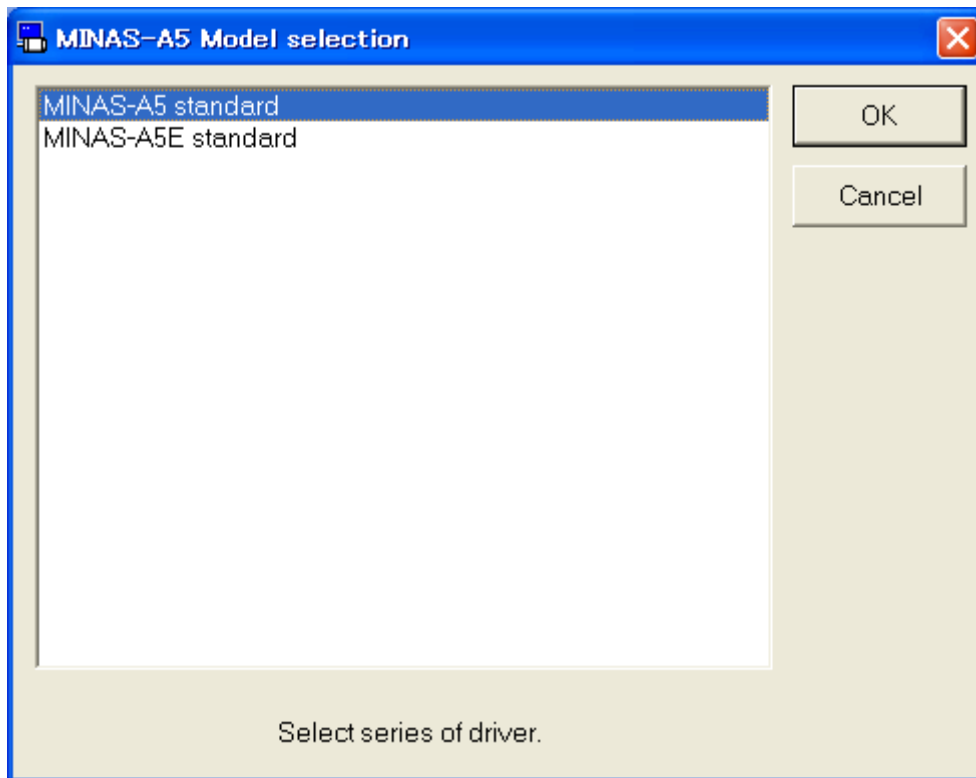 MINAS-A5 Model selection
MINAS-A5 standard
MINAS-A5E standard
OK
Cancel
Select series of driver.